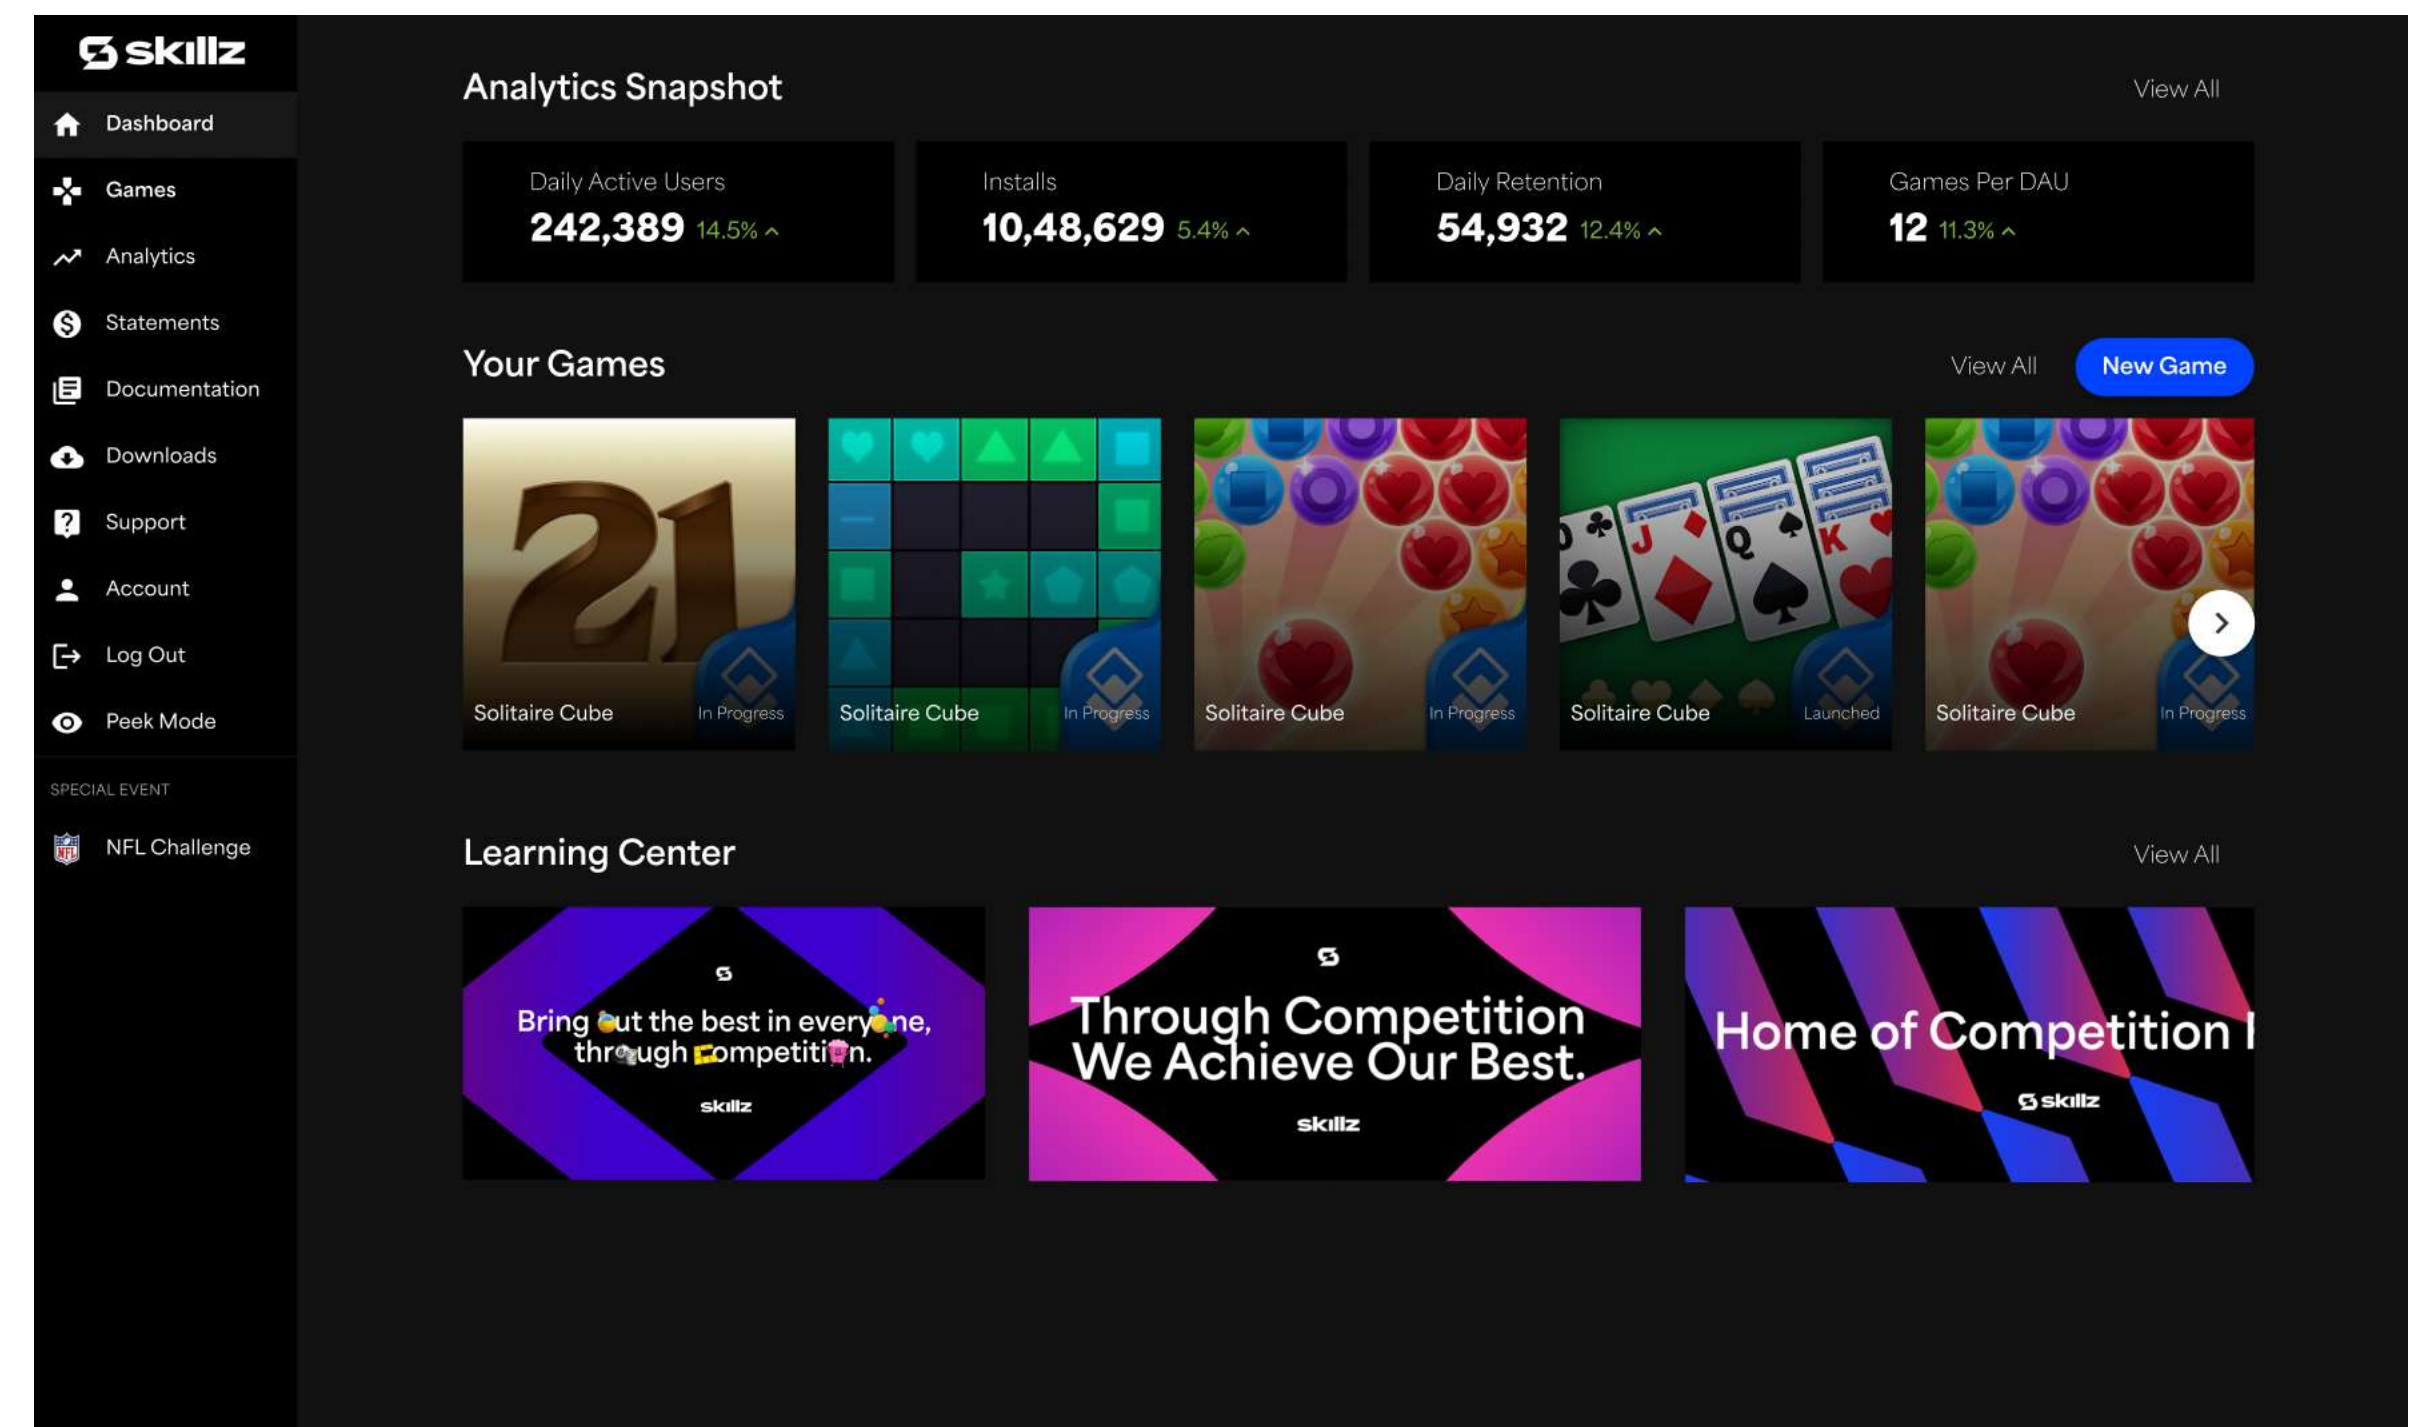 skillz
Dashboard
Games
Analytics
Statements
Documentation
Downloads
Support
Account
Log Out
Peek Mode
SPECIAL EVENT
NFL
NFL Challenge
Analytics Snapshot
View All
Daily Active Users
242,389 14.5%
Installs
10,48,629 5.4%
Daily Retention
54,932 12.4%
Games Per DAU
12 11.3%
Your Games
View All
New Game
21
Solitaire Cube
In Progress
Solitaire Cube
In Progress
Solitaire Cube
In Progress
J
Q
K
Solitaire Cube
Launched
Solitaire Cube
In Progress
Learning Center
View All
Bring out the best in everyone,
through competition.
skillz
Through Competition
We Achieve Our Best.
skillz
Home of Competition
skillz